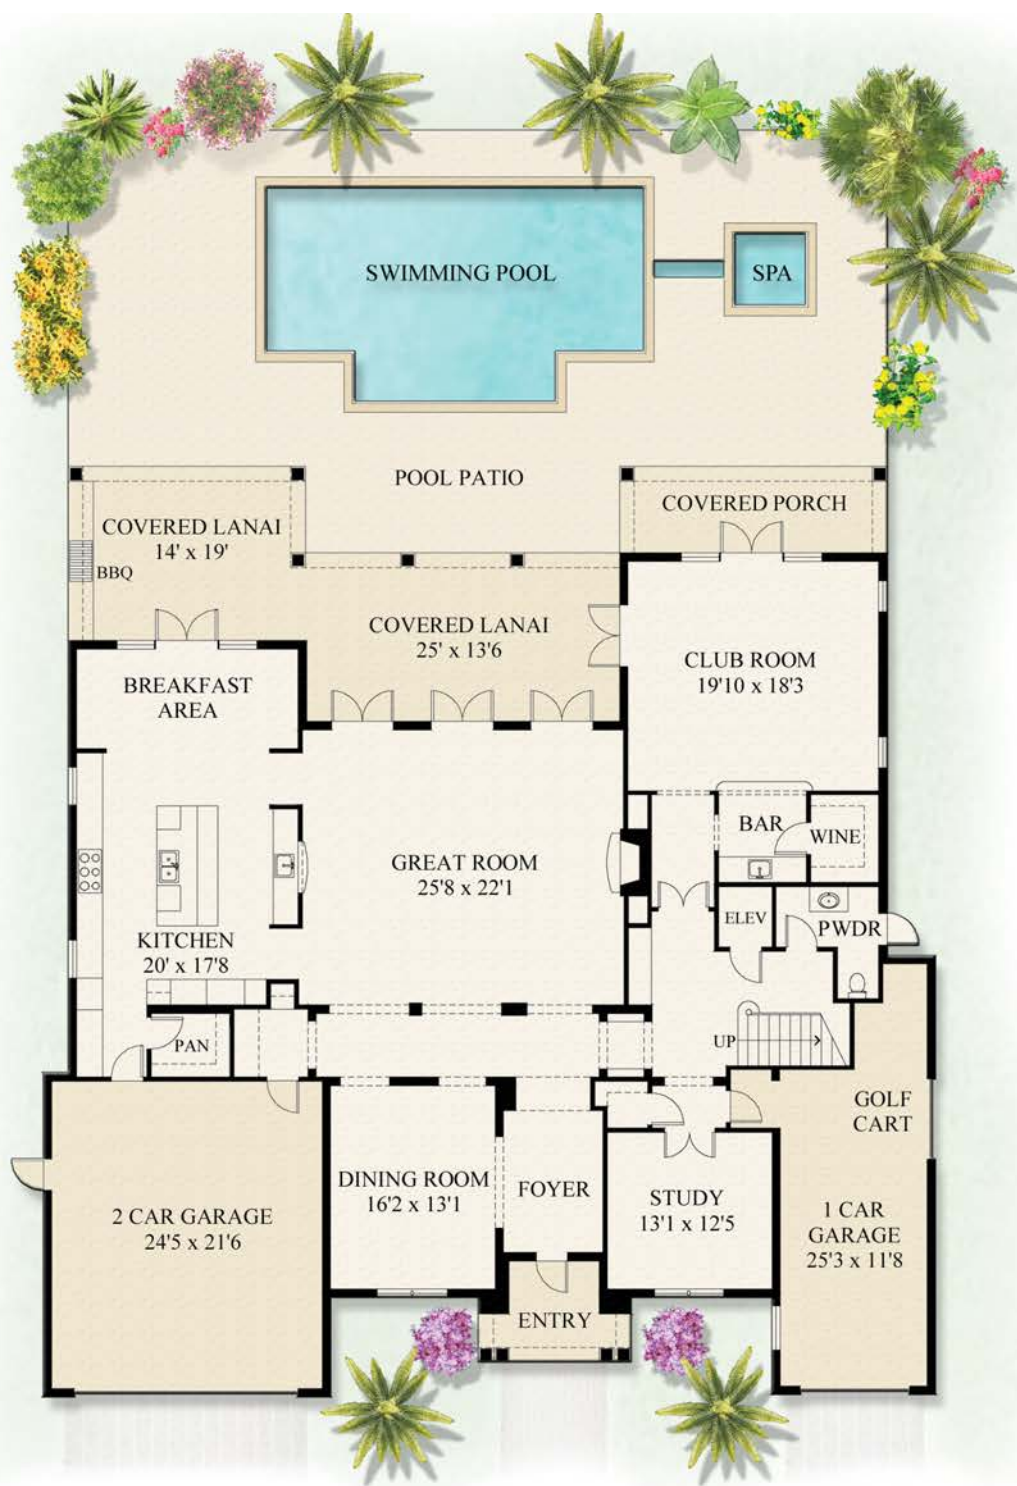 SWIMMING POOL
SPA
POOL PATIO
COVERED LANAI
14' x 19'
BBQ
COVERED PORCH
COVERED LANAI
25' x 13'6
CLUB ROOM
19'10 x 18'3
BREAKFAST
AREA
BAR
WINE
GREAT ROOM
25'8 x 22'1
ELEV
PWDR
KITCHEN
20' x 17'8
PAN
UP
GOLF
CART
DINING ROOM
16'2 x 13'1
FOYER
STUDY
13'1 x 12'5
2 CAR GARAGE
24'5 x 21'6
1 CAR
GARAGE
25'3 x 11'8
ENTRY